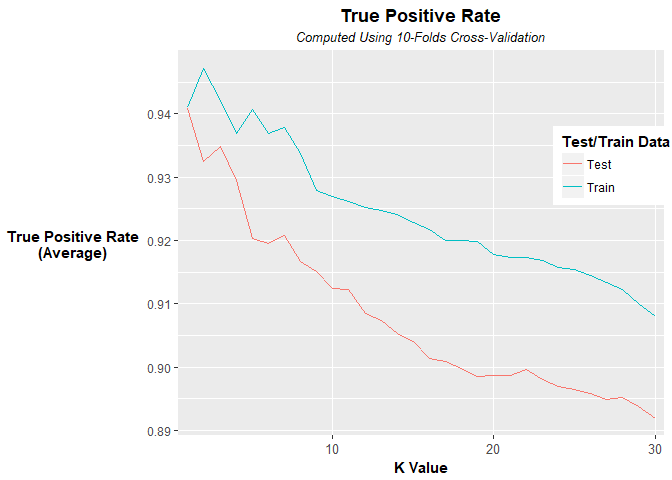 True Positive Rate
Computed Using 10-Folds Cross-Validation
0.94
0.93
0.92
0.91
0.90
0.89
True Positive Rate
(Average)
Test/Train Data
Test
Train
10
20
30
K Value